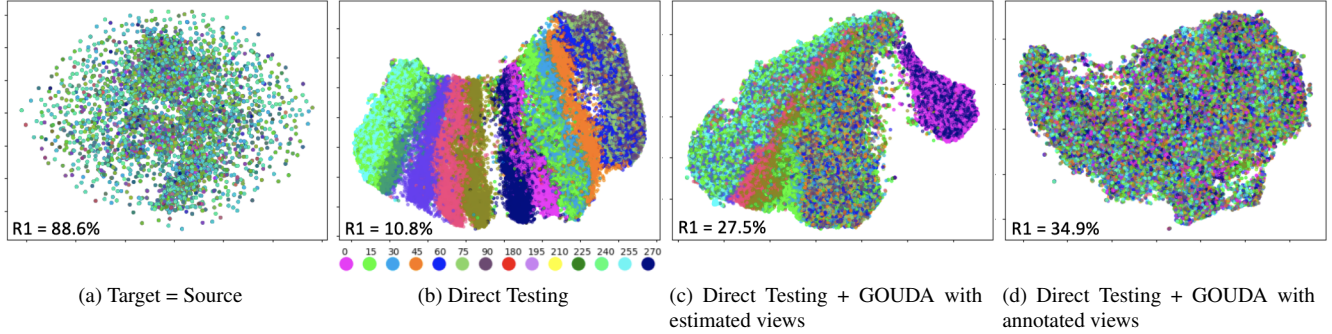 R1 = 88.6%
R1 = 10.8%
R1 = 27.5%
R1 = 34.9%
0 15 30 45 60 75 90 180 195 210 225 240 255 270
(a) Target = Source
(b) Direct Testing
(c) Direct Testing + GOUDA with
estimated views
(d) Direct Testing + GOUDA with
annotated views